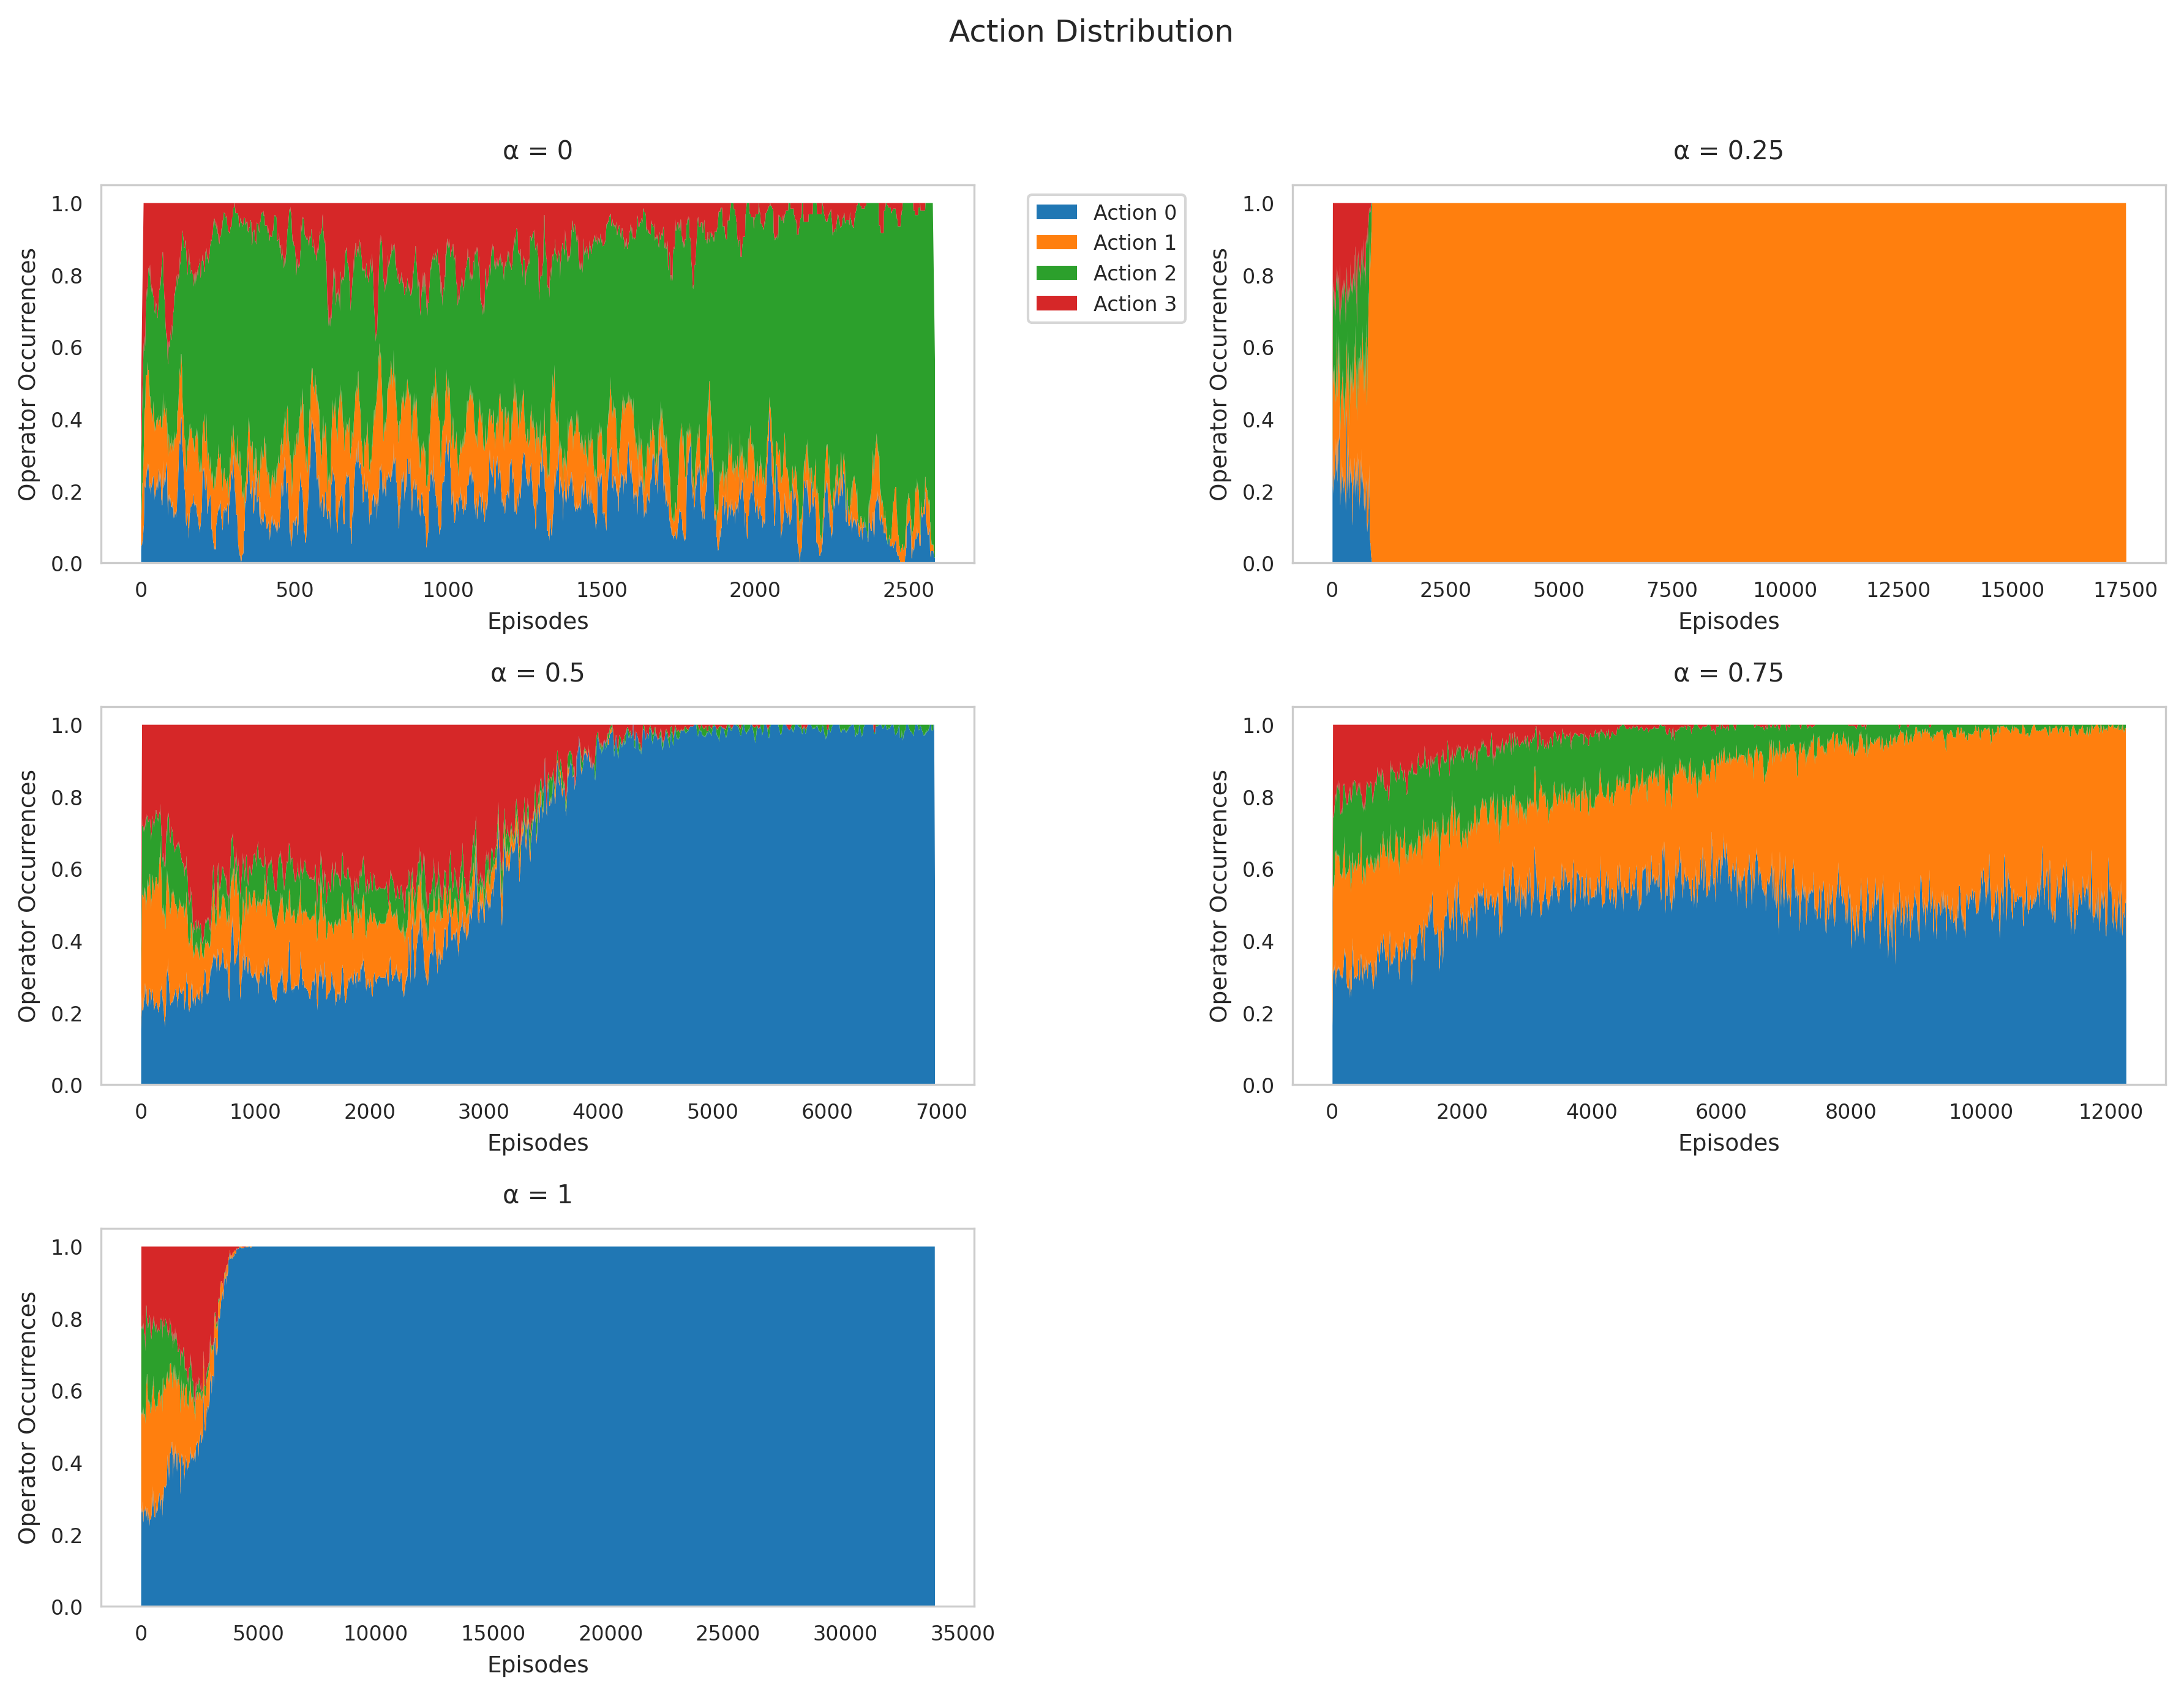 Action Distribution
α = 0
1.0
0.8
0.6
0.4
0.2
0.0
Operator Occurrences
0 500 1000 1500 2000 2500
Episodes
Action 0
Action 1
Action 2
Action 3
α = 0.25
1.0
0.8
0.6
0.4
0.2
0.0
Operator Occurrences
0 2500 5000 7500 10000 12500 15000 17500
Episodes
α = 0.5
1.0
0.8
0.6
0.4
0.2
0.0
Operator Occurrences
0 1000 2000 3000 4000 5000 6000 7000
Episodes
α = 0.75
1.0
0.8
0.6
0.4
0.2
0.0
Operator Occurrences
0 2000 4000 6000 8000 10000 12000
Episodes
α = 1
1.0
0.8
0.6
0.4
0.2
0.0
Operator Occurrences
0 5000 10000 15000 20000 25000 30000 35000
Episodes